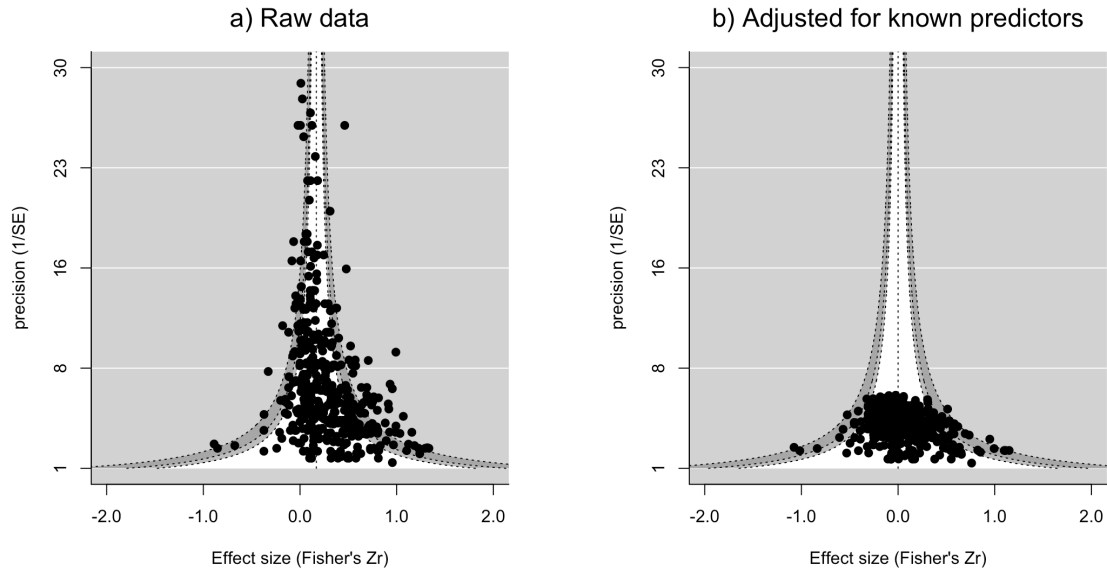 a) Raw data
b) Adjusted for known predictors
30
23
16
8
1
precision (1/SE)
-2.0 -1.0 0.0 1.0 2.0
Effect size (Fisher's Zr)
30
23
16
8
1
precision (1/SE)
-2.0 -1.0 0.0 1.0 2.0
Effect size (Fisher's Zr)